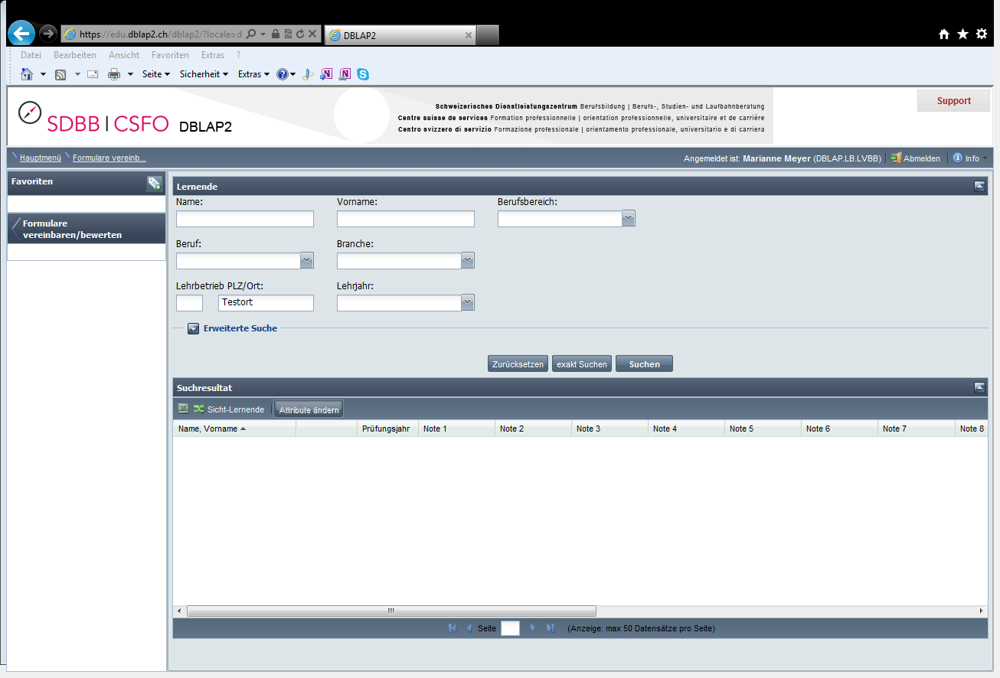 https://edu.dblap2.ch/dblap2/?locale=d
DBLAP2
Datei Bearbeiten Ansicht Favoriten Extras ?
Seite Sicherheit Extras
SDBB | CSFO DBLAP2
Schweizerisches Dienstleistungszentrum Berufsbildung | Berufs-, Studien- und Laufbahnberatung
Centre suisse de services Formation professionnelle | orientation professionnelle, universitaire et de carrière
Centro svizzero di servizio Formazione professionale | orientamento professionale, universitario e di carriera
Support
Hauptmenü Formulare vereinb...
Angemeldet ist: Marianne Meyer (DBLAP.LB.LVBB) Abmelden Info
Favoriten
Formulare
vereinbaren/bewerten
Lernende
Name: Vorname: Berufsbereich:
Beruf: Branche:
Lehrbetrieb PLZ/Ort: Lehrjahr:
Testort
Erweiterte Suche
Zurücksetzen exakt Suchen Suchen
Suchresultat
Sicht-Lernende Attribute ändern
Name, Vorname Prüfungsjahr Note 1 Note 2 Note 3 Note 4 Note 5 Note 6 Note 7 Note 8
Seite (Anzeige: max 50 Datensätze pro Seite)